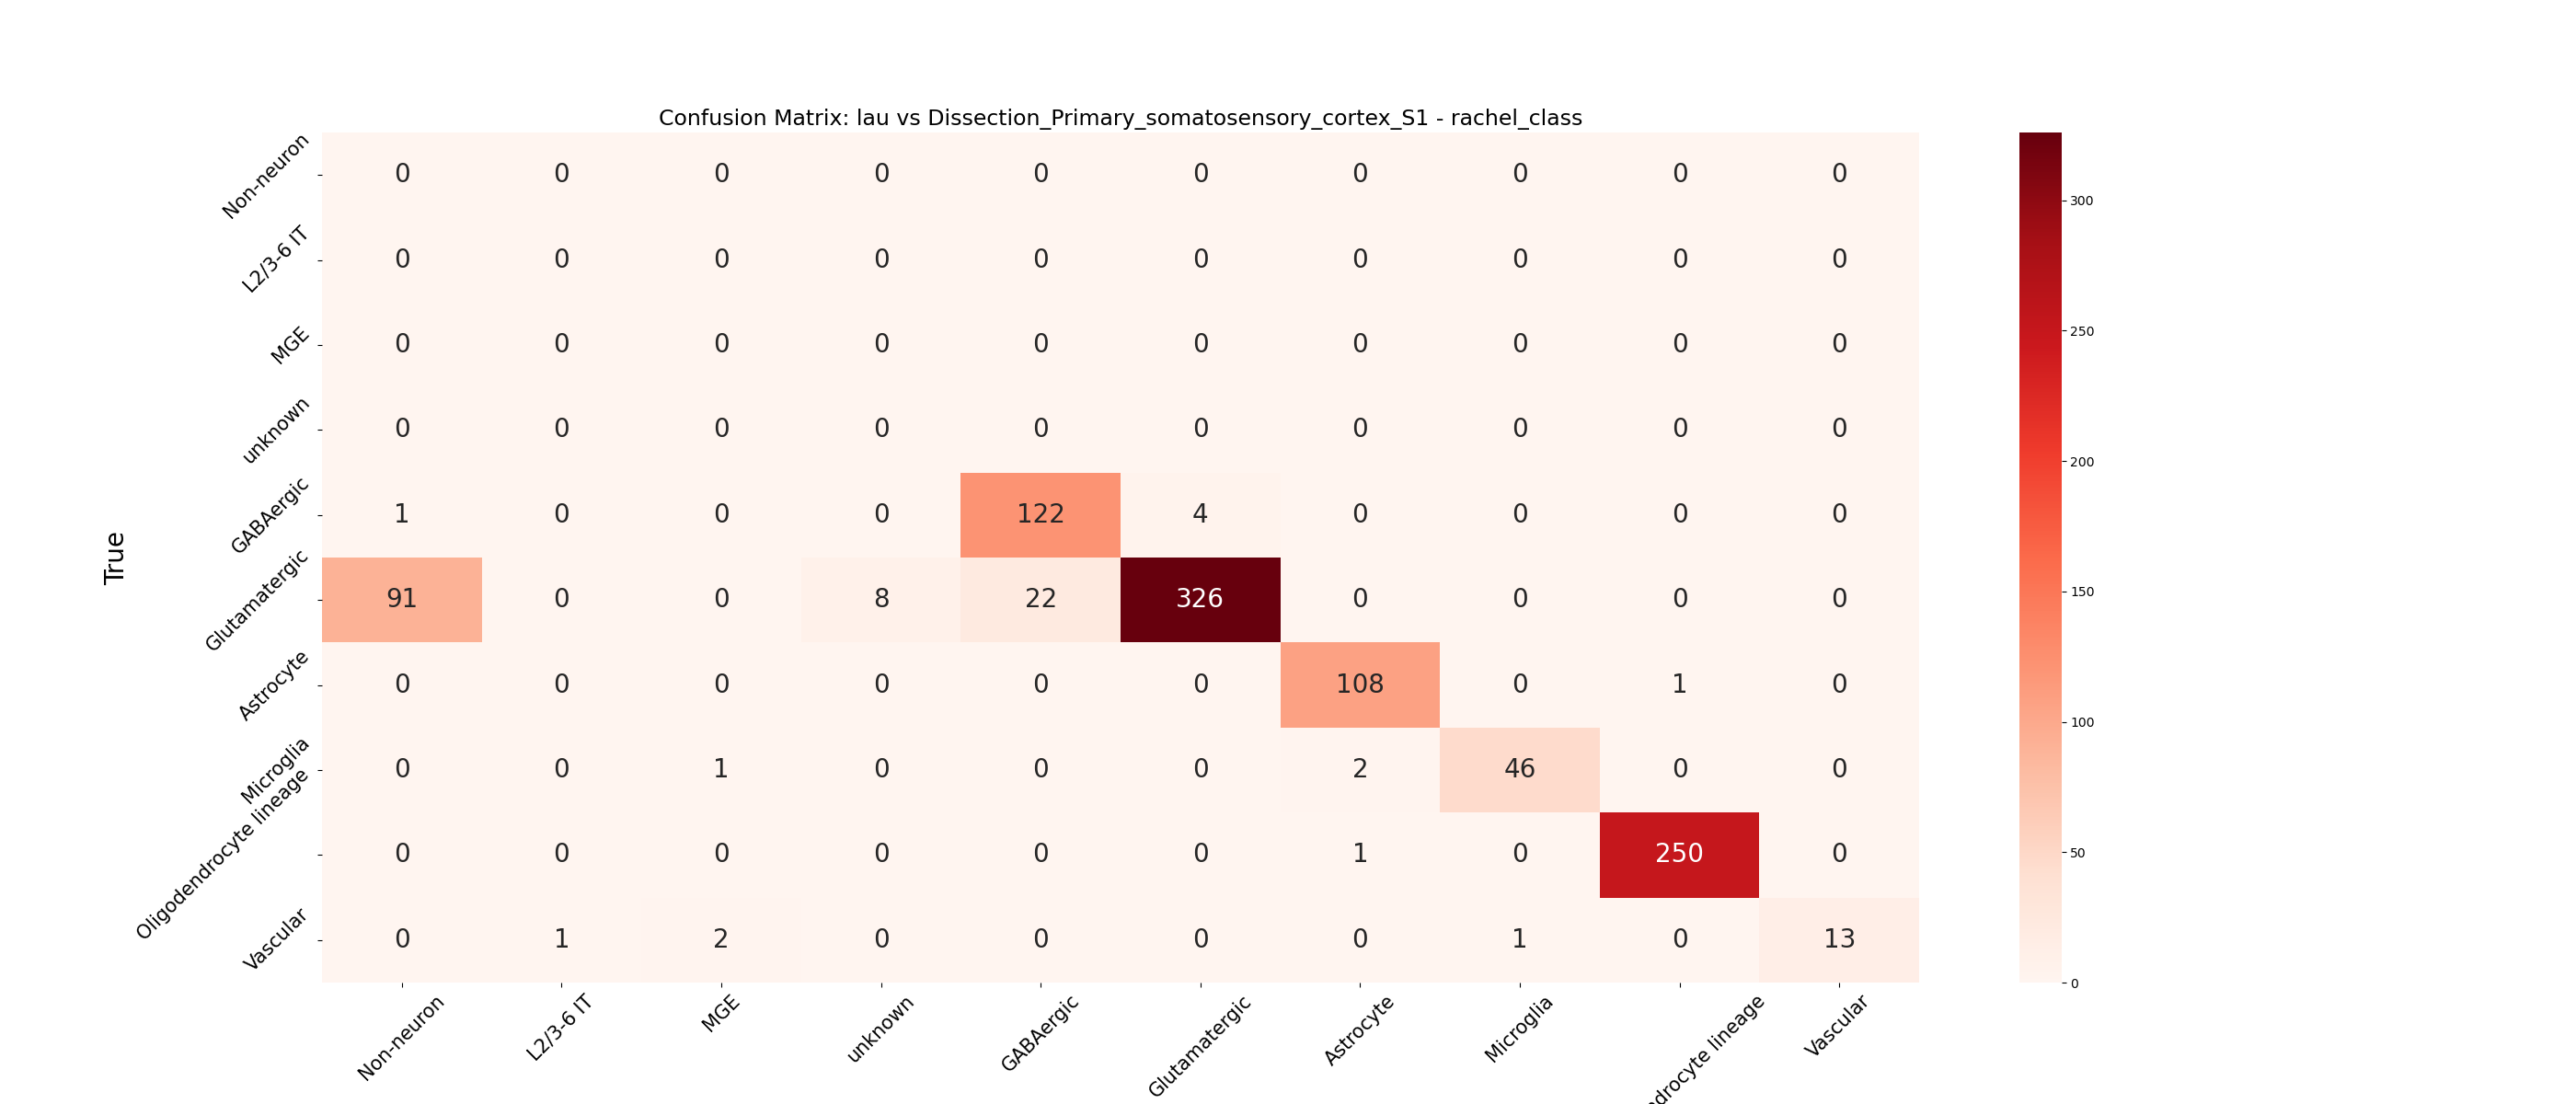 Confusion Matrix: lau vs Dissection_Primary_somatosensory_cortex_S1 - rachel_class
True
Non-neuron 0 0 0 0 0 0 0 0 0 0
L2/3-6 IT 0 0 0 0 0 0 0 0 0 0
MGE 0 0 0 0 0 0 0 0 0 0
unknown 0 0 0 0 0 0 0 0 0 0
GABAergic 1 0 0 0 122 4 0 0 0 0
Glutamatergic 91 0 0 8 22 326 0 0 0 0
Astrocyte 0 0 0 0 0 0 108 0 1 0
Microglia 0 0 1 0 0 0 2 46 0 0
Oligodendrocyte lineage 0 0 0 0 0 0 1 0 250 0
Vascular 0 1 2 0 0 0 0 1 0 13
Non-neuron L2/3-6 IT MGE unknown GABAergic Glutamatergic Astrocyte Microglia ndrocyte lineage Vascular
300
250
200
150
100
50
0